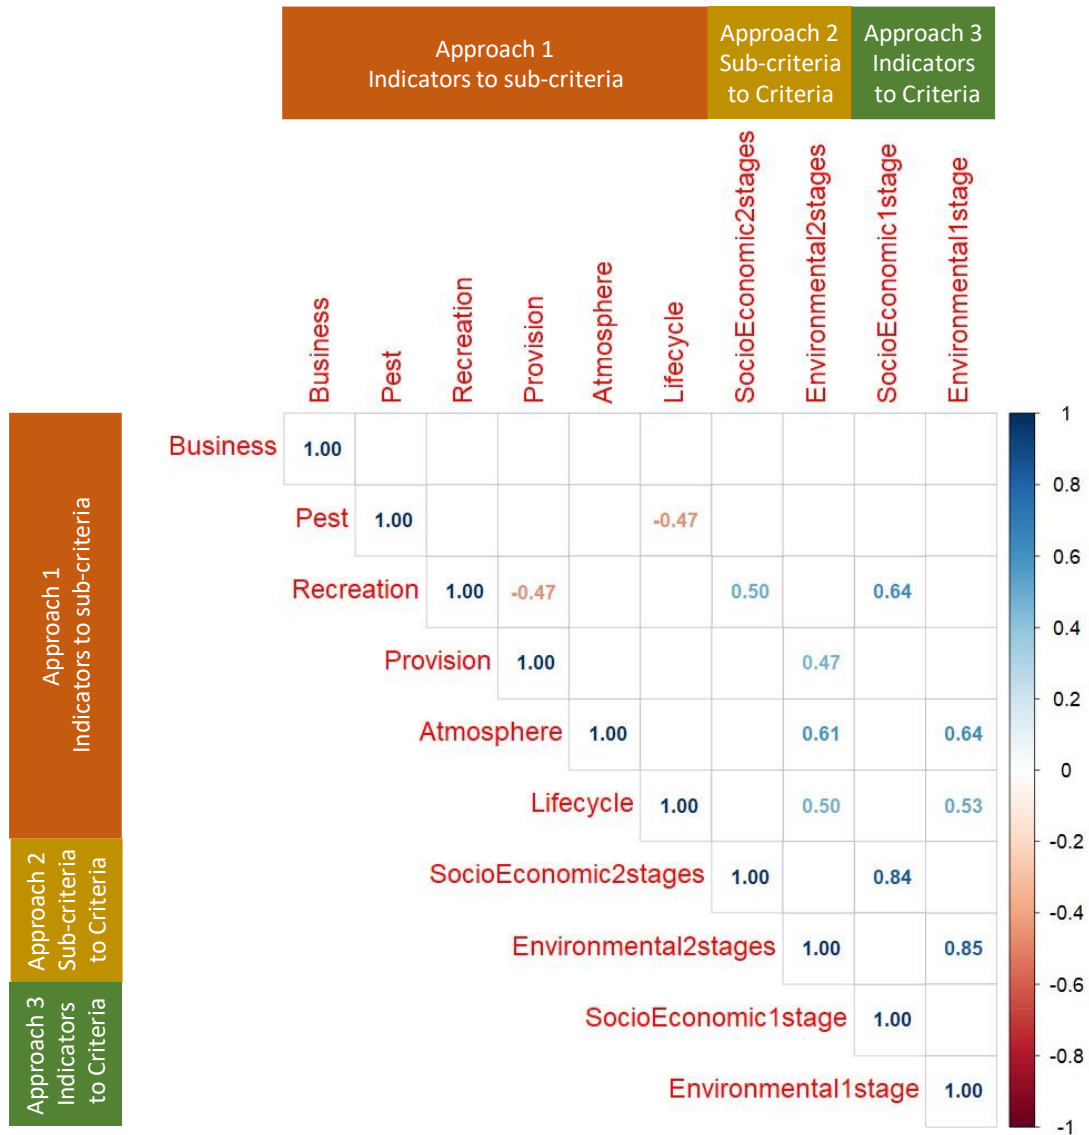 Approach 1
Indicators to sub-criteria
Approach 2
Sub-criteria
to Criteria
Approach 3
Indicators
to Criteria
Business
Pest
Recreation
Provision
Atmosphere
Lifecycle
SocioEconomic2stages
Environmental2stages
SocioEconomic1stage
Environmental1stage
Approach 1
Indicators to sub-criteria
Approach 2
Sub-criteria
to Criteria
Approach 3
Indicators
to Criteria
Business 1.00
Pest 1.00 -0.47
Recreation 1.00 -0.47 0.50 0.64
Provision 1.00 0.47
Atmosphere 1.00 0.61 0.64
Lifecycle 1.00 0.50 0.53
SocioEconomic2stages 1.00 0.84
Environmental2stages 1.00 0.85
SocioEconomic1stage 1.00
Environmental1stage 1.00
1
0.8
0.6
0.4
0.2
0
-0.2
-0.4
-0.6
-0.8
-1